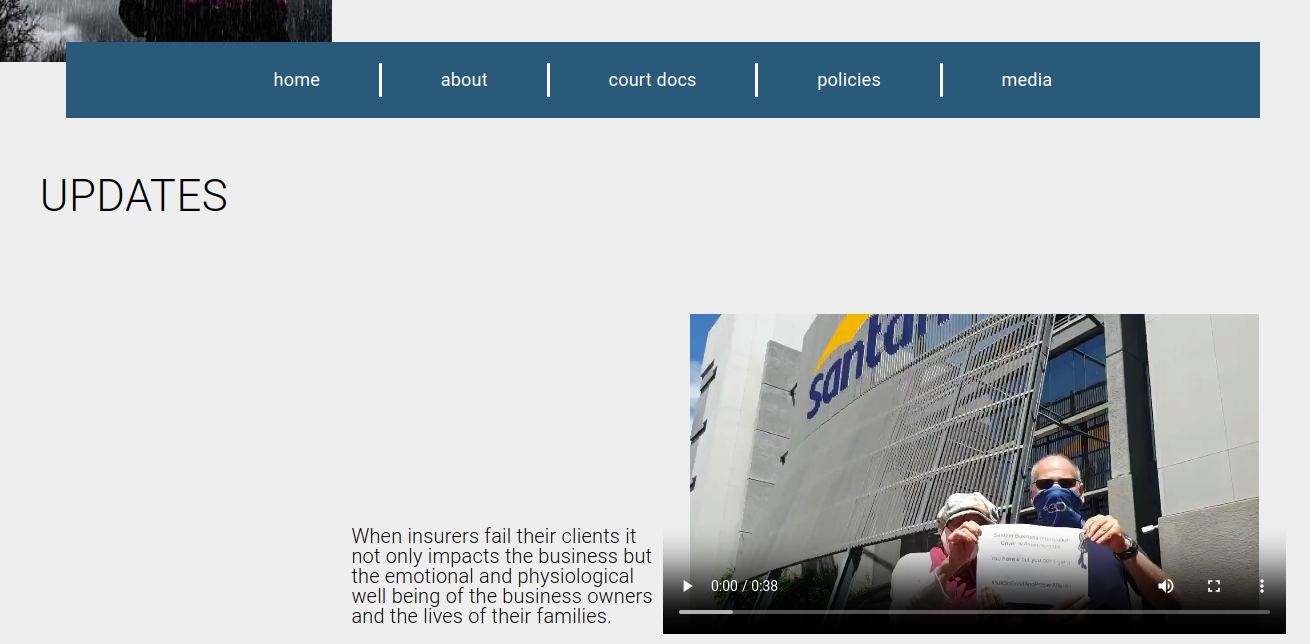 home
about
court docs
policies
media
UPDATES
santam
When insurers fail their clients it
not only impacts the business but
the emotional and physiological
well being of the business owners
and the lives of their families.
0:00 / 0:38